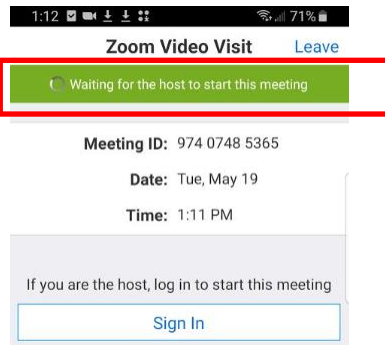 1:12 71%
Zoom Video Visit Leave
Waiting for the host to start this meeting
Meeting ID: 974 0748 5365
Date: Tue, May 19
Time: 1:11 PM
If you are the host, log in to start this meeting
Sign In